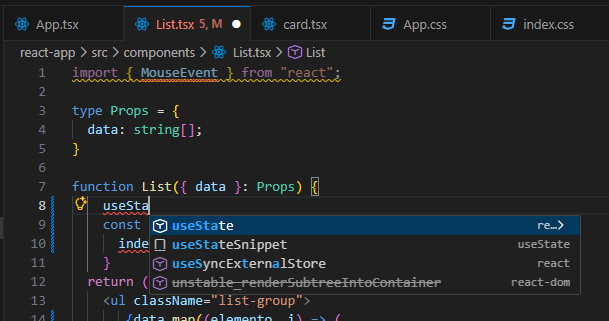 App.tsx List.tsx 5, M card.tsx App.css index.css
react-app > src > components > List.tsx > List
1 import { MouseEvent } from "react";
2
3 type Props = {
4 data: string[];
5 }
6
7 function List({ data }: Props) {
8 useSta
9 const
useState re...
10 inde
useStateSnippet useState
11 }
useSyncExternalStore react
12 return (
unstable_renderSubtreeIntoContainer react-dom
13 <ul className="list-group">
14 {data.map((elemento, i) => (